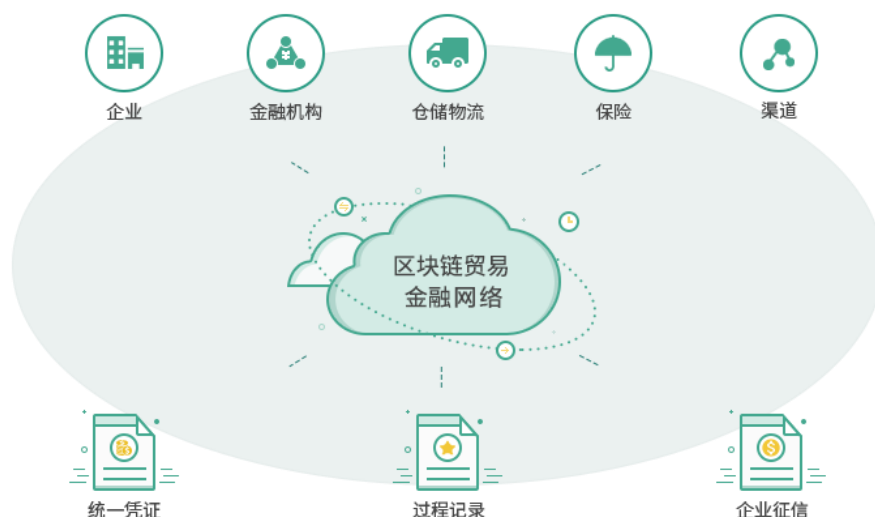 企业
金融机构
仓储物流
保险
渠道
区块链贸易
金融网络
统一凭证
过程记录
企业征信